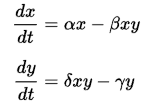 dx/dt = αx − βxy
dy/dt = δxy − γy